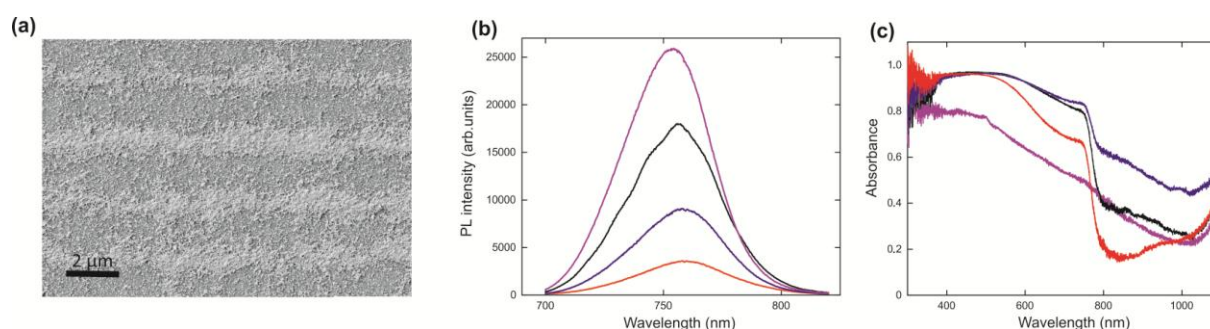 (a)
2 µm
(b)
25000
20000
15000
10000
5000
0
PL intensity (arb.units)
700
750
800
Wavelength (nm)
(c)
1.0
0.8
0.6
0.4
0.2
Absorbance
400
600
800
1000
Wavelength (nm)